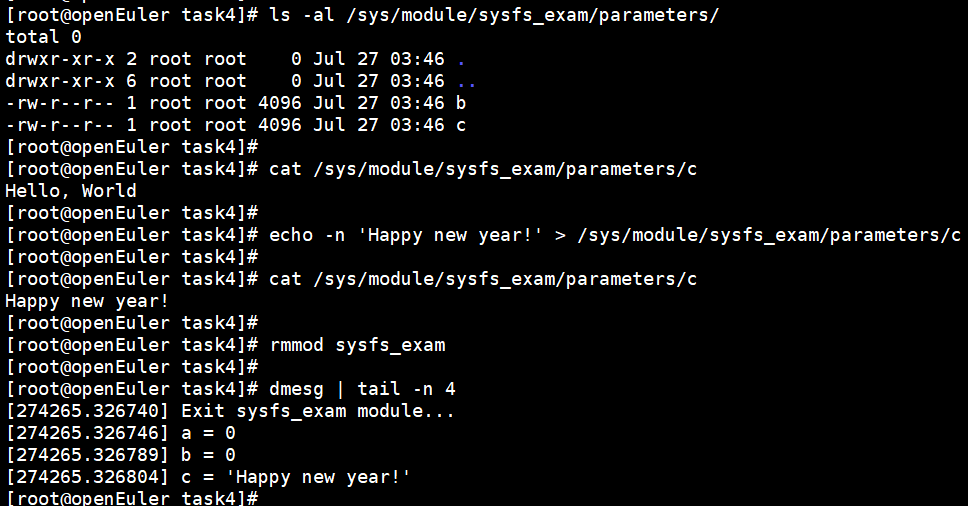 [root@openEuler task4]# ls -al /sys/module/sysfs_exam/parameters/
total 0
drwxr-xr-x 2 root root    0 Jul 27 03:46 .
drwxr-xr-x 6 root root    0 Jul 27 03:46 ..
-rw-r--r-- 1 root root 4096 Jul 27 03:46 b
-rw-r--r-- 1 root root 4096 Jul 27 03:46 c
[root@openEuler task4]#
[root@openEuler task4]# cat /sys/module/sysfs_exam/parameters/c
Hello, World
[root@openEuler task4]#
[root@openEuler task4]# echo -n 'Happy new year!' > /sys/module/sysfs_exam/parameters/c
[root@openEuler task4]#
[root@openEuler task4]# cat /sys/module/sysfs_exam/parameters/c
Happy new year!
[root@openEuler task4]#
[root@openEuler task4]# rmmod sysfs_exam
[root@openEuler task4]#
[root@openEuler task4]# dmesg | tail -n 4
[274265.326740] Exit sysfs_exam module...
[274265.326746] a = 0
[274265.326789] b = 0
[274265.326804] c = 'Happy new year!'
[root@openEuler task4]#